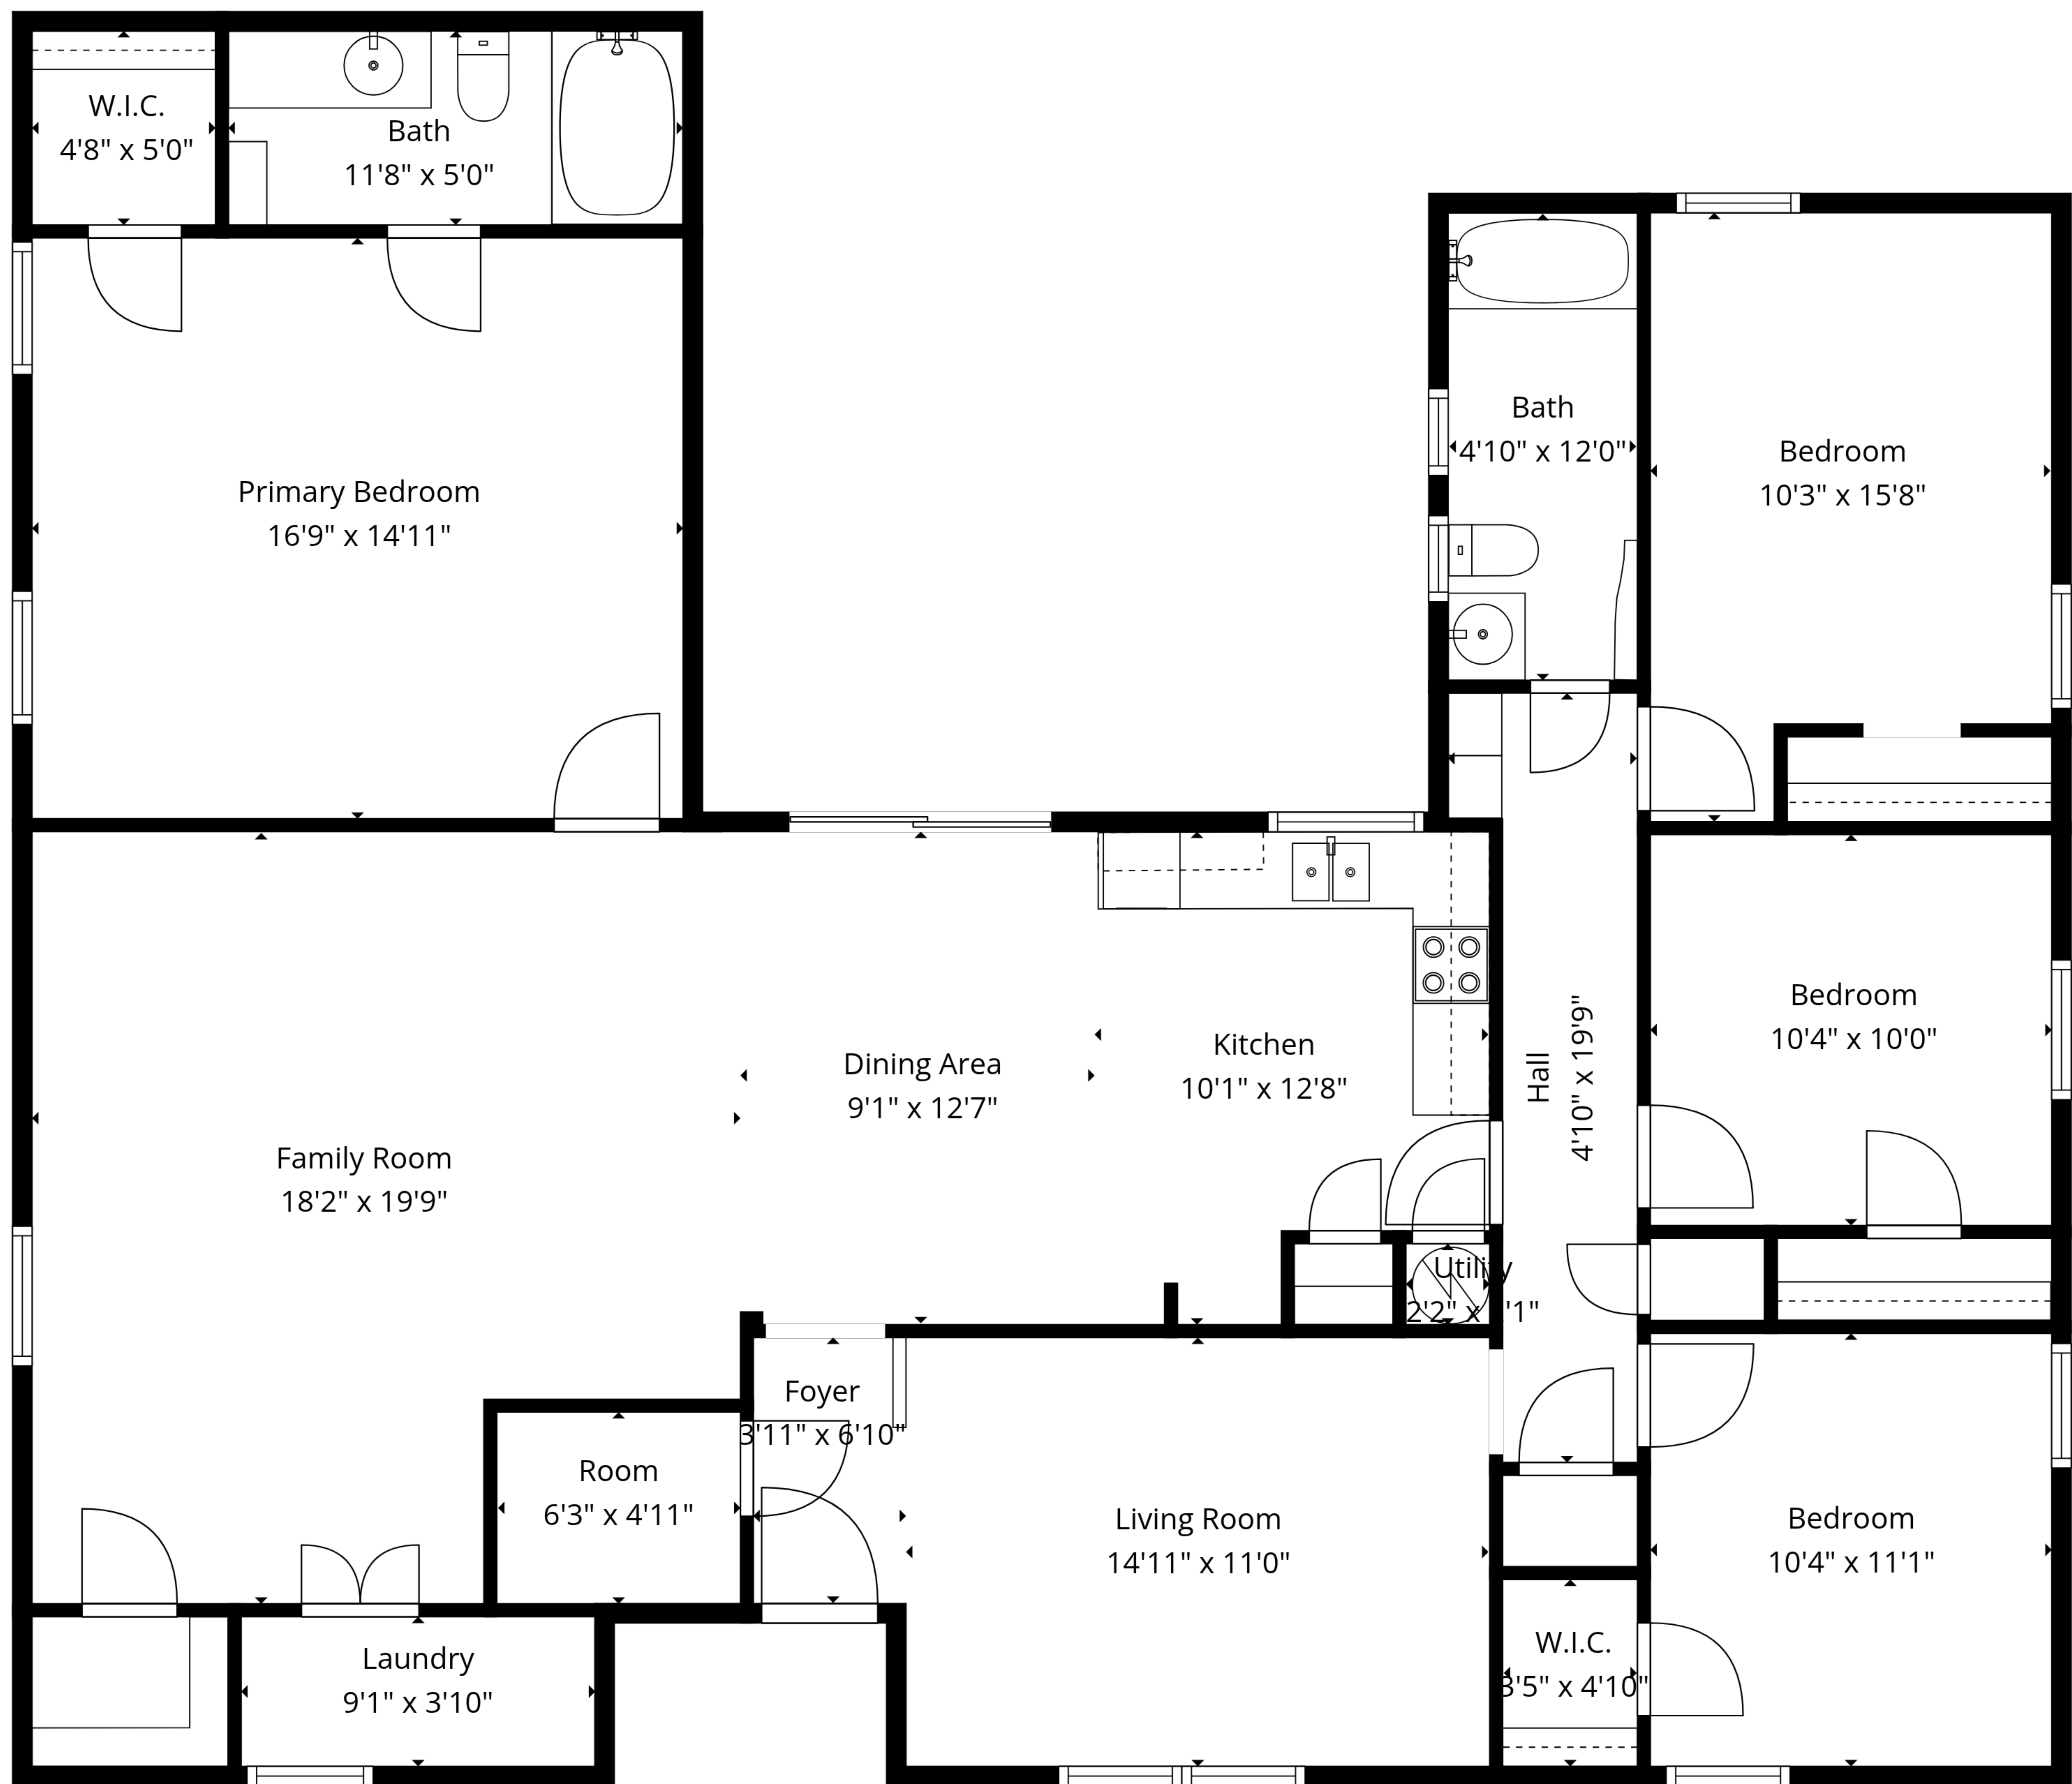 W.I.C.
4'8" x 5'0"
Bath
11'8" x 5'0"
Primary Bedroom
16'9" x 14'11"
Bath
4'10" x 12'0"
Bedroom
10'3" x 15'8"
Family Room
18'2" x 19'9"
Dining Area
9'1" x 12'7"
Kitchen
10'1" x 12'8"
Hall
4'10" x 19'9"
Bedroom
10'4" x 10'0"
Utility
2'2" x '1"
Foyer
3'11" x 6'10"
Room
6'3" x 4'11"
Living Room
14'11" x 11'0"
Bedroom
10'4" x 11'1"
W.I.C.
3'5" x 4'10"
Laundry
9'1" x 3'10"